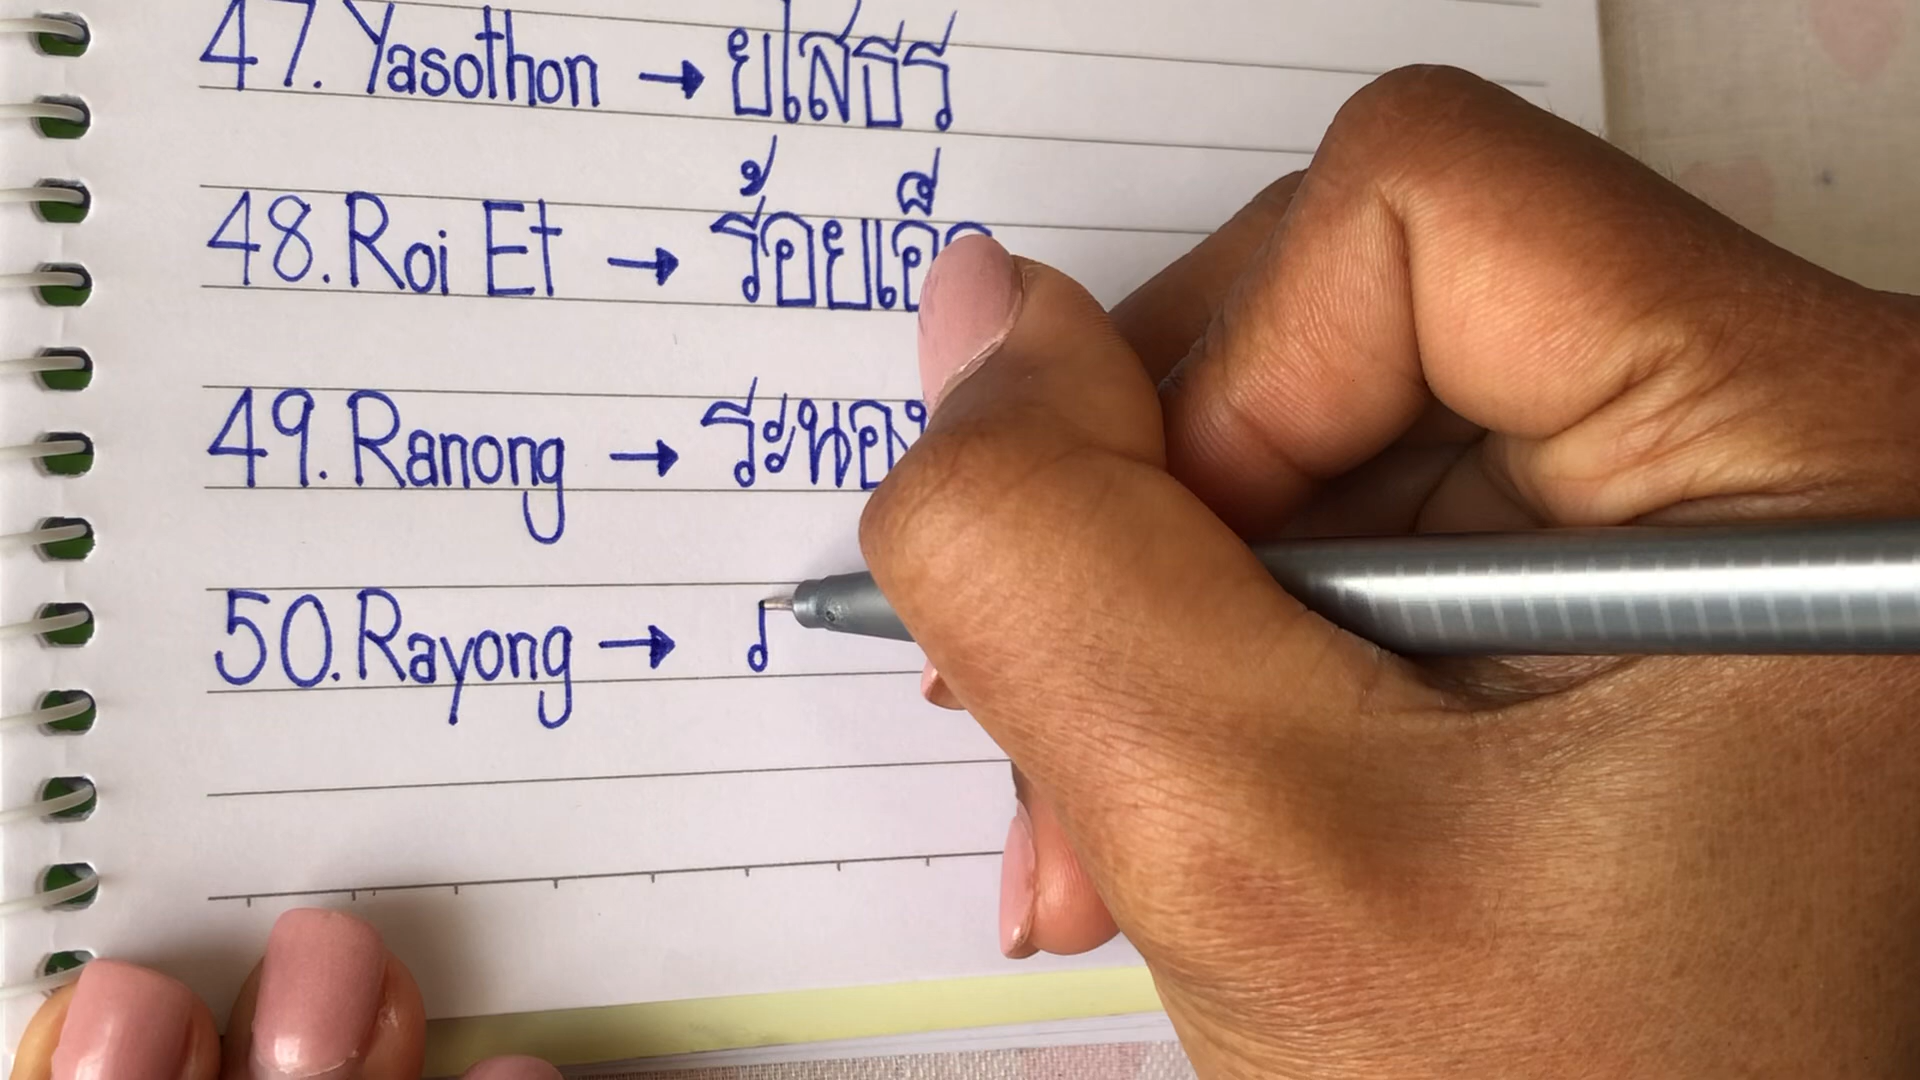 47. Yasothon → ยโสธร
48. Roi Et → ร้อยเอ็
49. Ranong → ระนอ
50. Rayong →